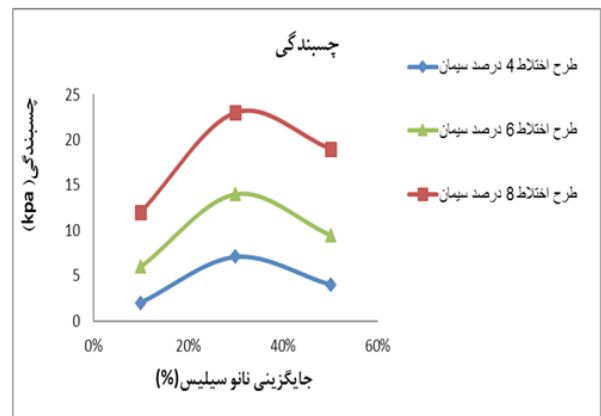 چسبندگی
طرح اختلاط 4 درصد سیمان
طرح اختلاط 6 درصد سیمان
طرح اختلاط 8 درصد سیمان
چسبندگی( kpa)
25
20
15
10
5
0
0%
20%
40%
60%
جایگزینی نانو سیلیس(%)